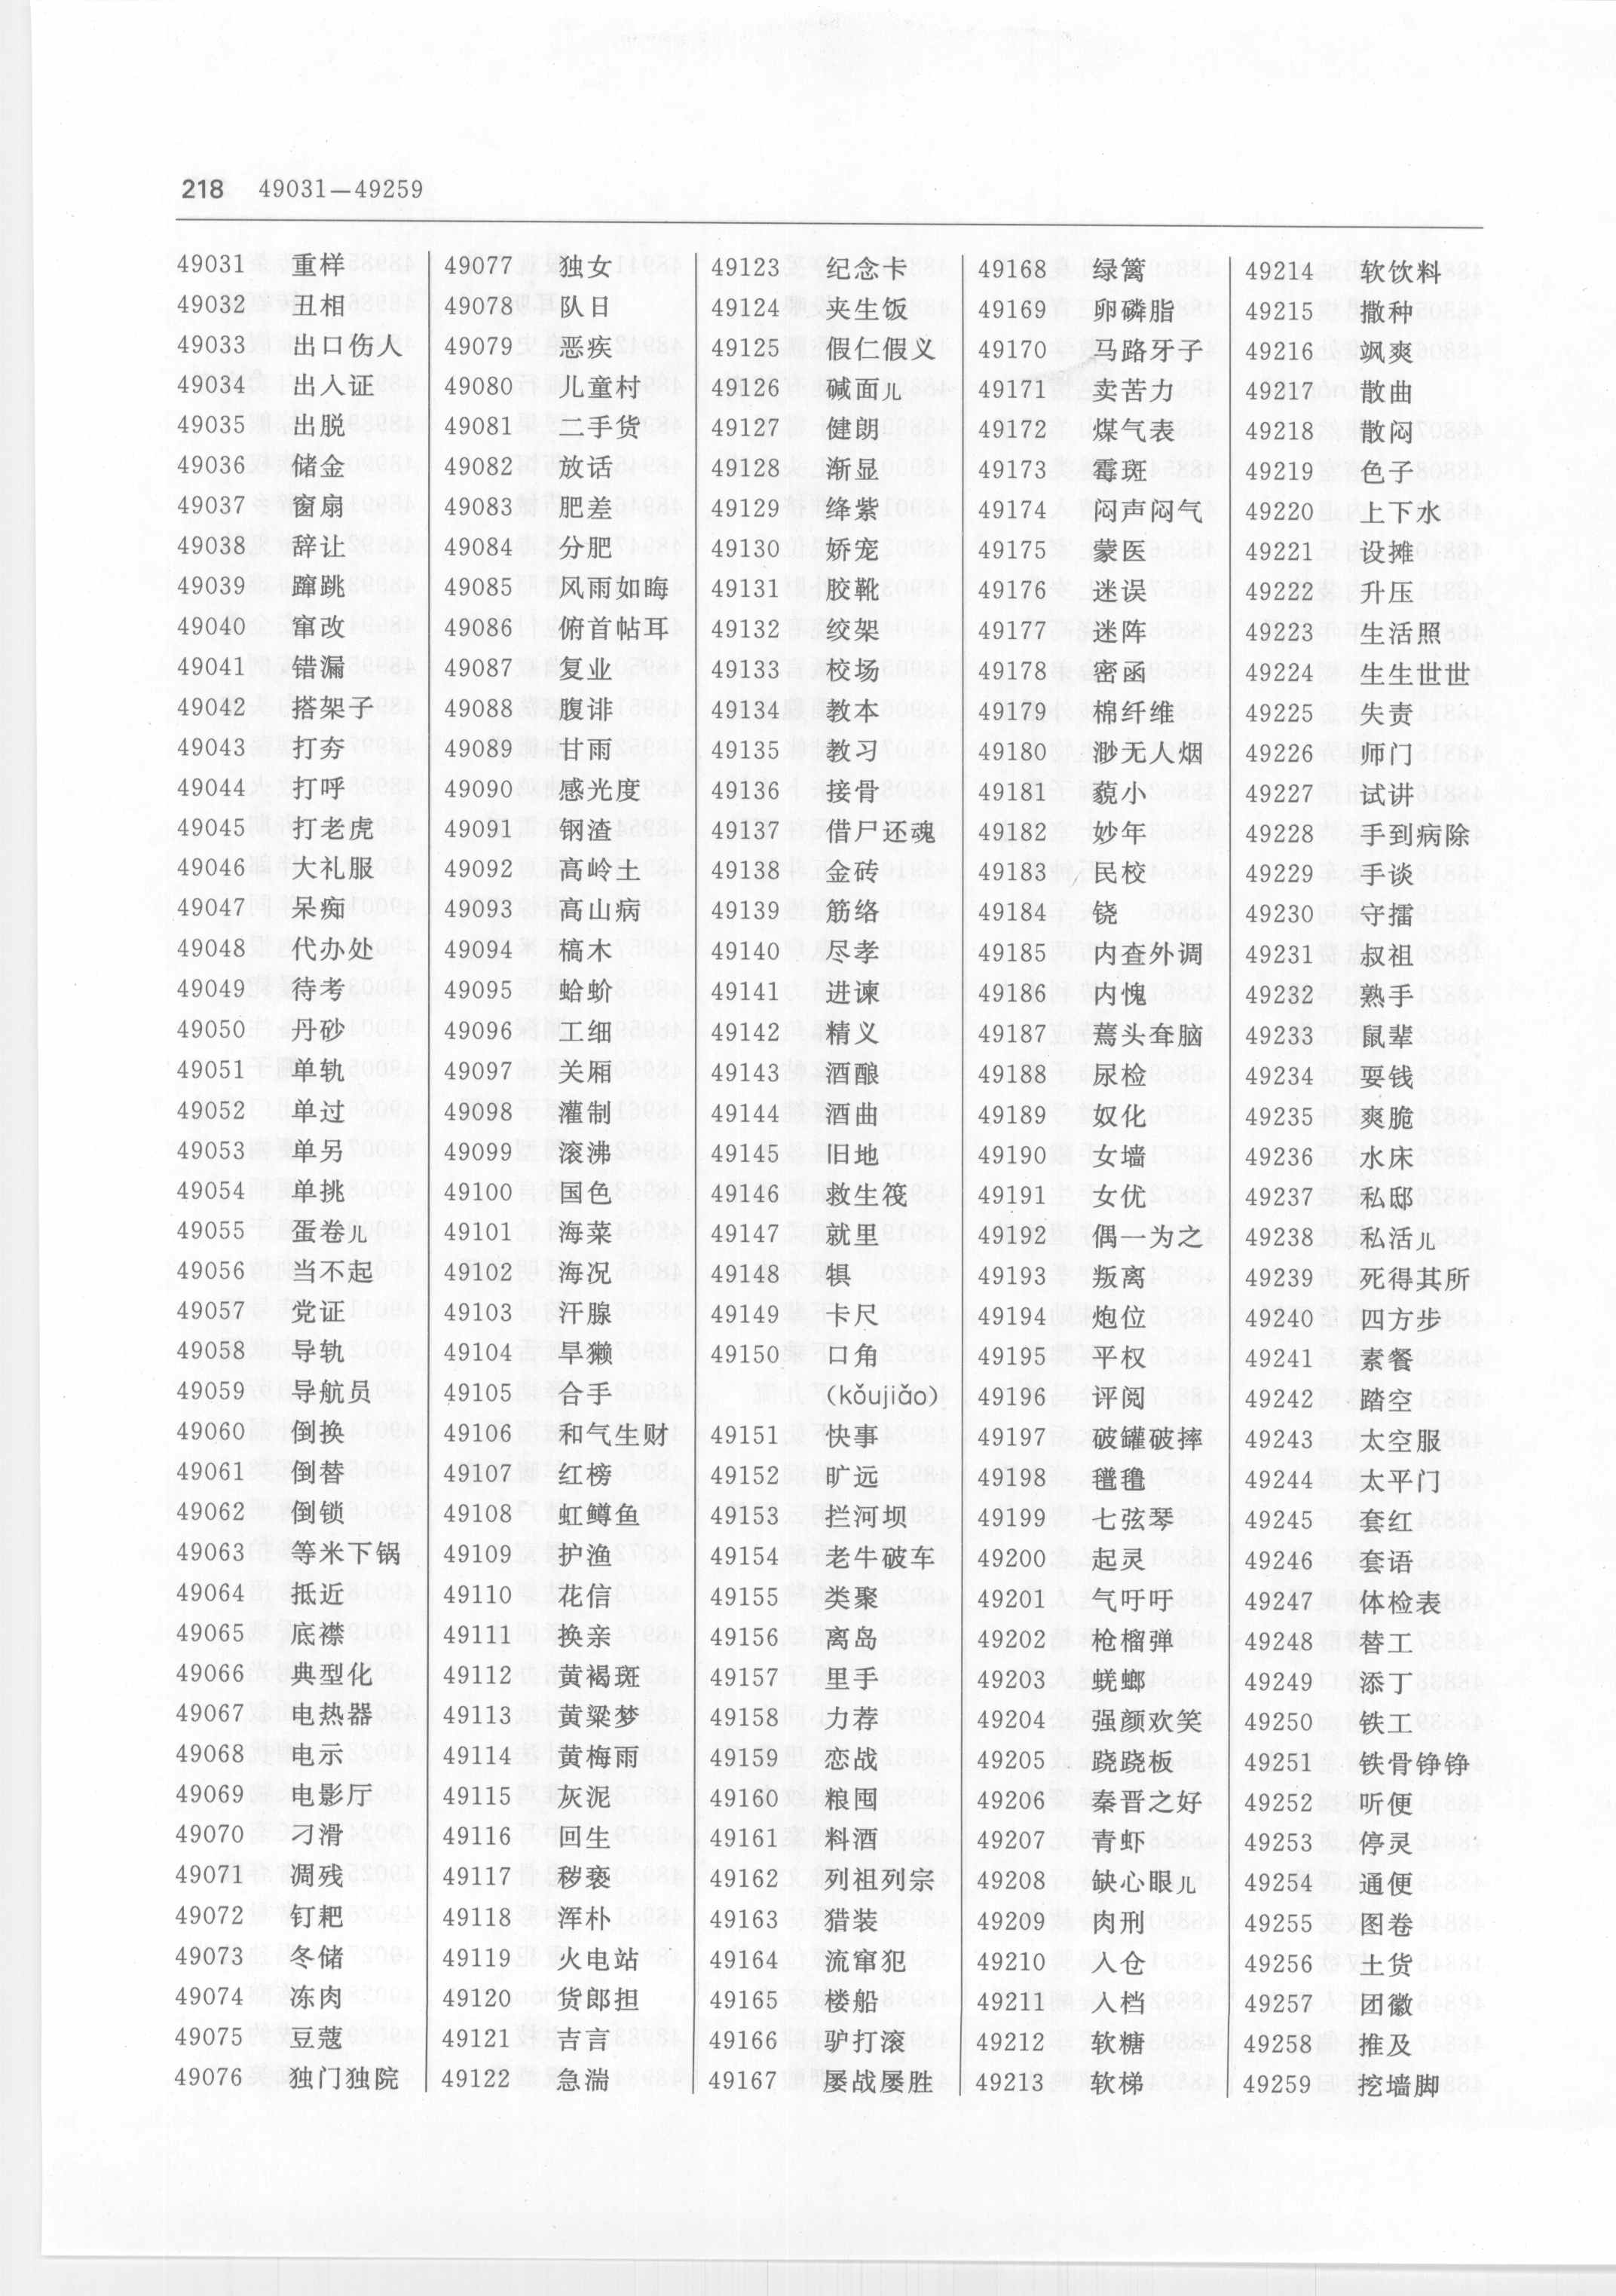 218 49031—49259
49031 重样
49032 丑相
49033 出口伤人
49034 出入证
49035 出脱
49036 储金
49037 窗扇
49038 辞让
49039 蹿跳
49040 窜改
49041 错漏
49042 搭架子
49043 打夯
49044 打呼
49045 打老虎
49046 大礼服
49047 呆痴
49048 代办处
49049 待考
49050 丹砂
49051 单轨
49052 单过
49053 单另
49054 单挑
49055 蛋卷儿
49056 当不起
49057 党证
49058 导轨
49059 导航员
49060 倒换
49061 倒替
49062 倒锁
49063 等米下锅
49064 抵近
49065 底襟
49066 典型化
49067 电热器
49068 电示
49069 电影厅
49070 刁滑
49071 凋残
49072 钉耙
49073 冬储
49074 冻肉
49075 豆蔻
49076 独门独院
49077 独女
49078 队日
49079 恶疾
49080 儿童村
49081 二手货
49082 放话
49083 肥差
49084 分肥
49085 风雨如晦
49086 俯首帖耳
49087 复业
49088 腹诽
49089 甘雨
49090 感光度
49091 钢渣
49092 高岭土
49093 高山病
49094 槁木
49095 蛤蚧
49096 工细
49097 关厢
49098 灌制
49099 滚沸
49100 国色
49101 海菜
49102 海况
49103 汗腺
49104 旱獭
49105 合手
49106 和气生财
49107 红榜
49108 虹鳟鱼
49109 护渔
49110 花信
49111 换亲
49112 黄褐斑
49113 黄粱梦
49114 黄梅雨
49115 灰泥
49116 回生
49117 秽亵
49118 浑朴
49119 火电站
49120 货郎担
49121 吉言
49122 急湍
49123 纪念卡
49124 夹生饭
49125 假仁假义
49126 碱面儿
49127 健朗
49128 渐显
49129 绛紫
49130 娇宠
49131 胶靴
49132 绞架
49133 校场
49134 教本
49135 教习
49136 接骨
49137 借尸还魂
49138 金砖
49139 筋络
49140 尽孝
49141 进谏
49142 精义
49143 酒酿
49144 酒曲
49145 旧地
49146 救生筏
49147 就里
49148 犋
49149 卡尺
49150 口角
(kǒujiǎo)
49151 快事
49152 旷远
49153 拦河坝
49154 老牛破车
49155 类聚
49156 离岛
49157 里手
49158 力荐
49159 恋战
49160 粮囤
49161 料酒
49162 列祖列宗
49163 猎装
49164 流窜犯
49165 楼船
49166 驴打滚
49167 屡战屡胜
49168 绿篱
49169 卵磷脂
49170 马路牙子
49171 卖苦力
49172 煤气表
49173 霉斑
49174 闷声闷气
49175 蒙医
49176 迷误
49177 迷阵
49178 密函
49179 棉纤维
49180 渺无人烟
49181 藐小
49182 妙年
49183 民校
49184 铙
49185 内查外调
49186 内愧
49187 蔫头耷脑
49188 尿检
49189 奴化
49190 女墙
49191 女优
49192 偶一为之
49193 叛离
49194 炮位
49195 平权
49196 评阅
49197 破罐破摔
49198 氆氇
49199 七弦琴
49200 起灵
49201 气吁吁
49202 枪榴弹
49203 蜣螂
49204 强颜欢笑
49205 跷跷板
49206 秦晋之好
49207 青虾
49208 缺心眼儿
49209 肉刑
49210 入仓
49211 入档
49212 软糖
49213 软梯
49214 软饮料
49215 撒种
49216 飒爽
49217 散曲
49218 散闷
49219 色子
49220 上下水
49221 设摊
49222 升压
49223 生活照
49224 生生世世
49225 失责
49226 师门
49227 试讲
49228 手到病除
49229 手谈
49230 守擂
49231 叔祖
49232 熟手
49233 鼠辈
49234 耍钱
49235 爽脆
49236 水床
49237 私邸
49238 私活儿
49239 死得其所
49240 四方步
49241 素餐
49242 踏空
49243 太空服
49244 太平门
49245 套红
49246 套语
49247 体检表
49248 替工
49249 添丁
49250 铁工
49251 铁骨铮铮
49252 听便
49253 停灵
49254 通便
49255 图卷
49256 土货
49257 团徽
49258 推及
49259 挖墙脚